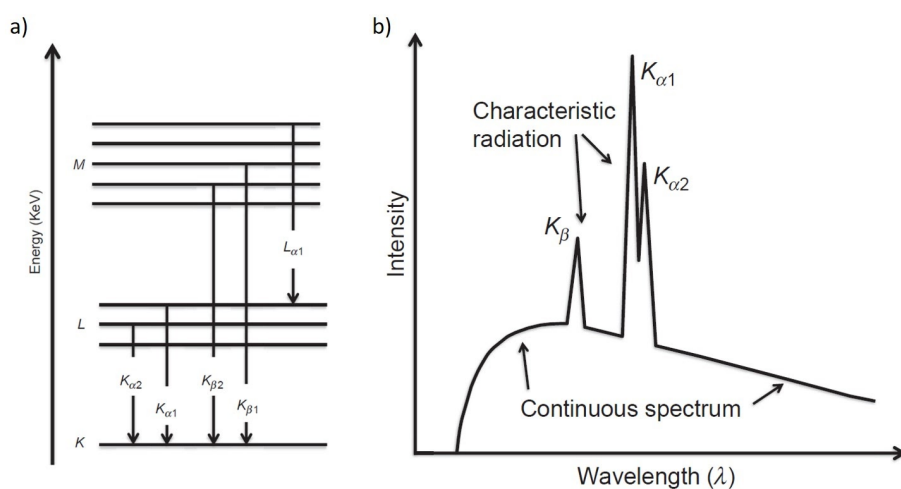 a)
Energy (KeV)
M
L
K
Lα1
Kα2
Kα1
Kβ2
Kβ1
b)
Intensity
Characteristic
radiation
Kα1
Kα2
Kβ
Continuous spectrum
Wavelength (λ)